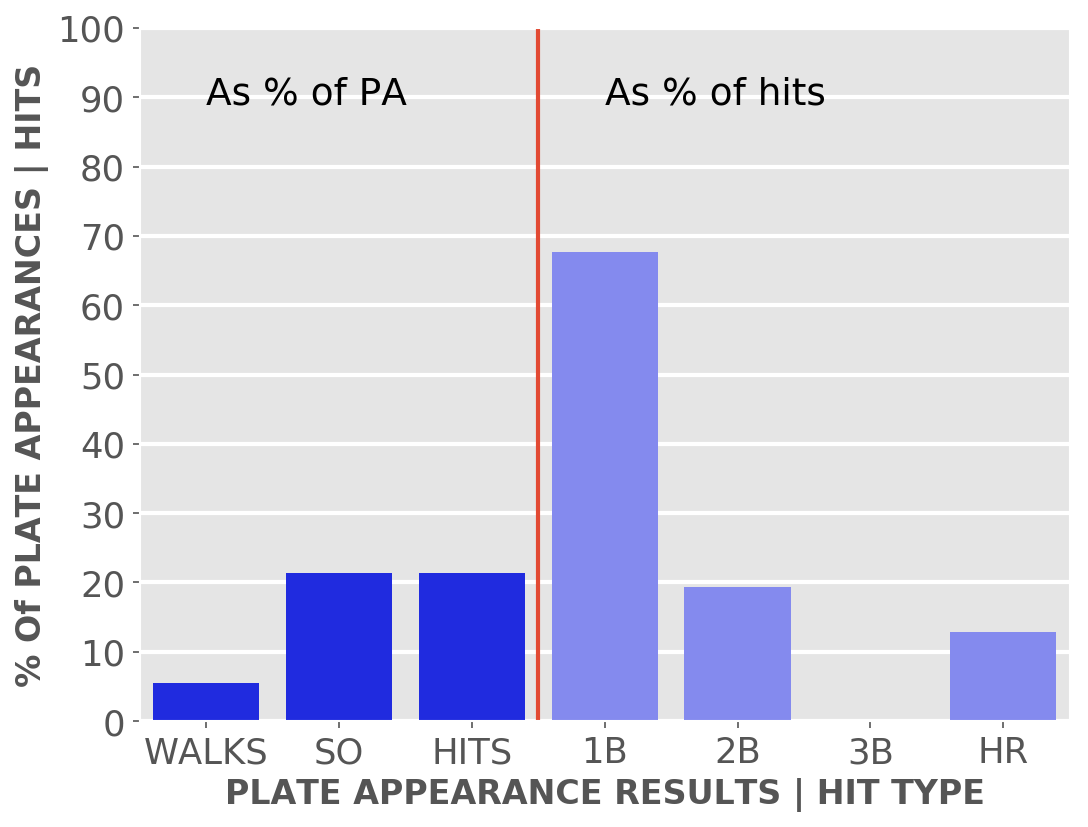 % Of PLATE APPEARANCES | HITS
100
90
80
70
60
50
40
30
20
10
0
As % of PA
As % of hits
WALKS SO HITS 1B 2B 3B HR
PLATE APPEARANCE RESULTS | HIT TYPE